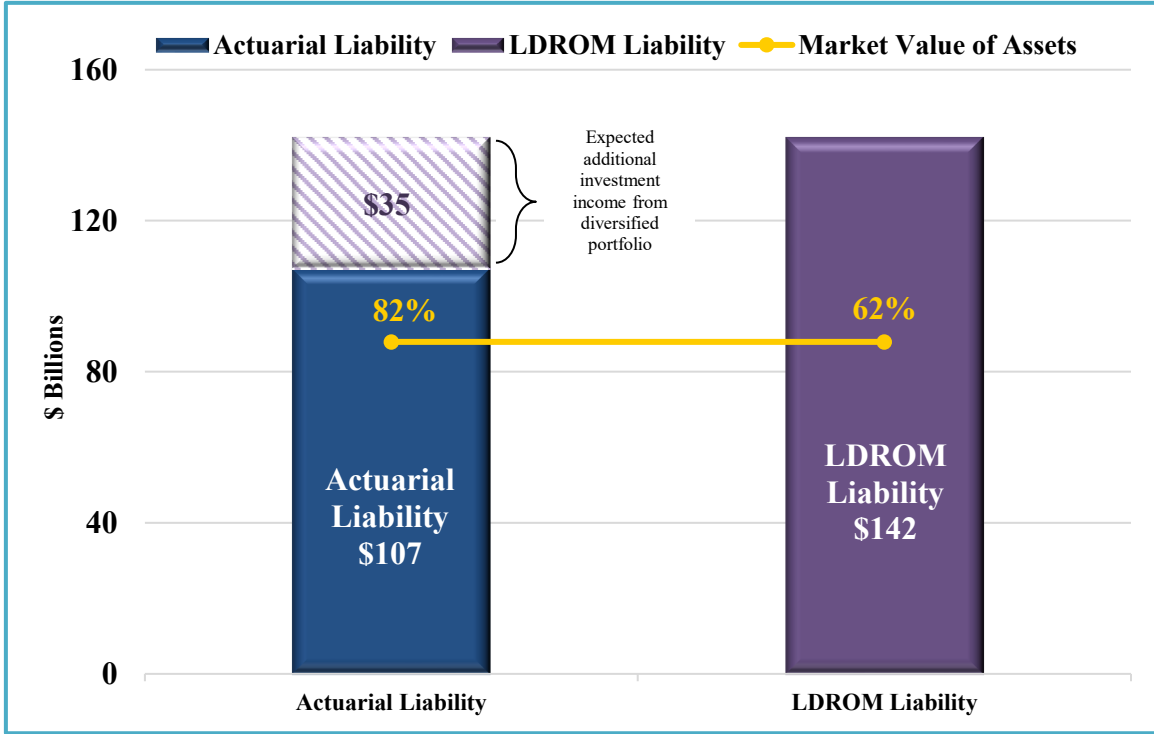 Actuarial Liability LDROM Liability Market Value of Assets
160
120
80
40
0
$ Billions
$35
Expected
additional
investment
income from
diversified
portfolio
82%
62%
Actuarial
Liability
$107
LDROM
Liability
$142
Actuarial Liability
LDROM Liability